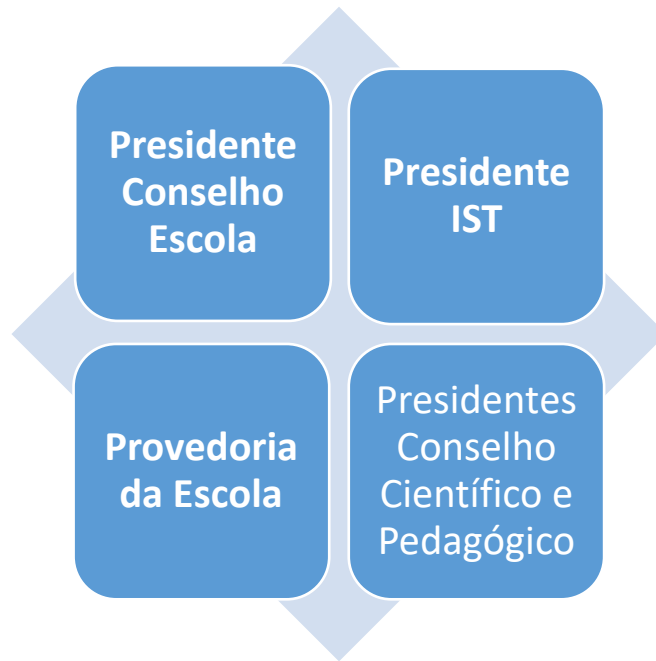 Presidente
Conselho
Escola
Presidente
IST
Provedoria
da Escola
Presidentes
Conselho
Científico e
Pedagógico